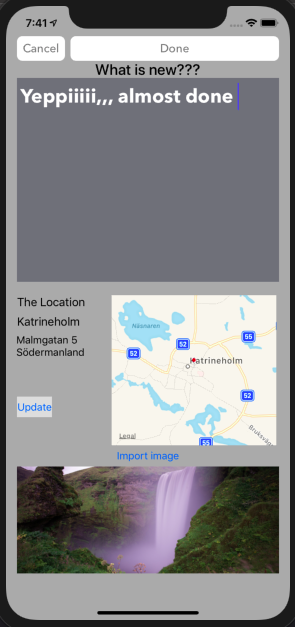 7:41
Cancel
Done
What is new???
Yeppiiiii,,, almost done
The Location
Katrineholm
Malmgatan 5
Södermanland
Update
Näsnaren
52
52
55
Katrineholm
52
55
Bruksväg
Legal
Import image